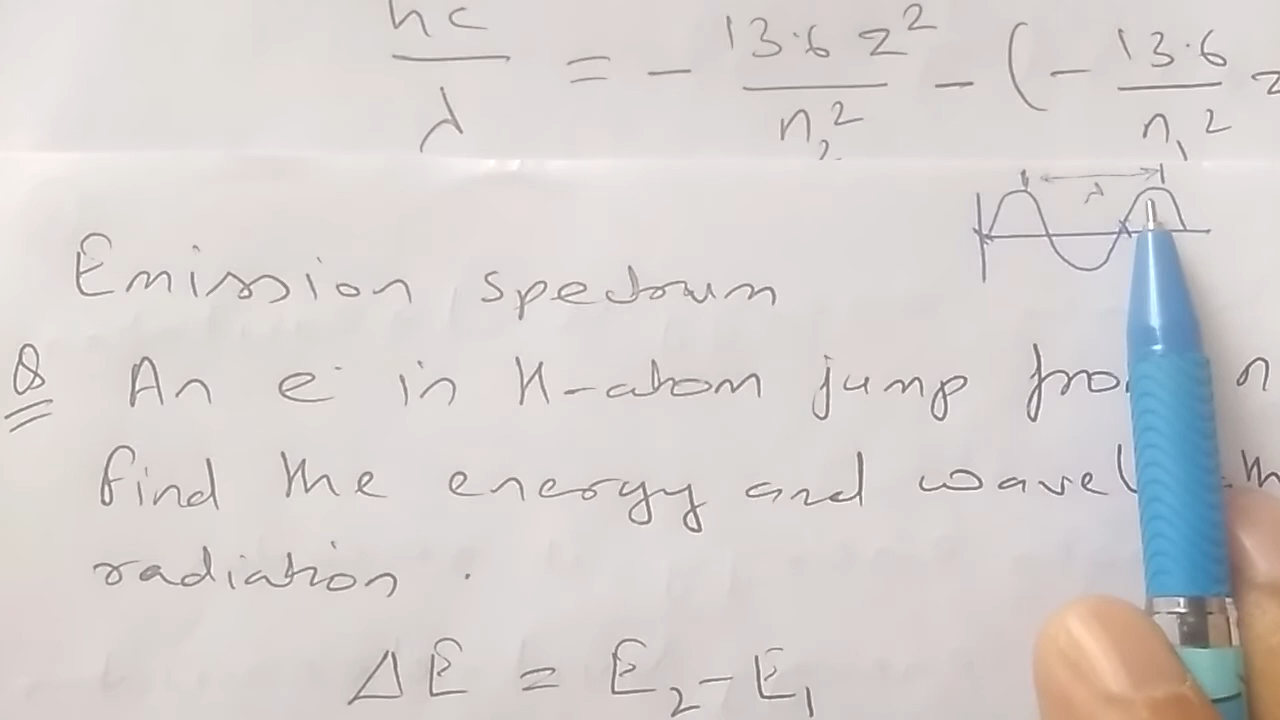 hc/λ = - 13.6 z²/n₂² - (- 13.6/n₁²
λ
Emission spectrum
Q An e⁻ in H-atom jump from n
find the energy and wavel
radiation.
ΔE = E₂-E₁